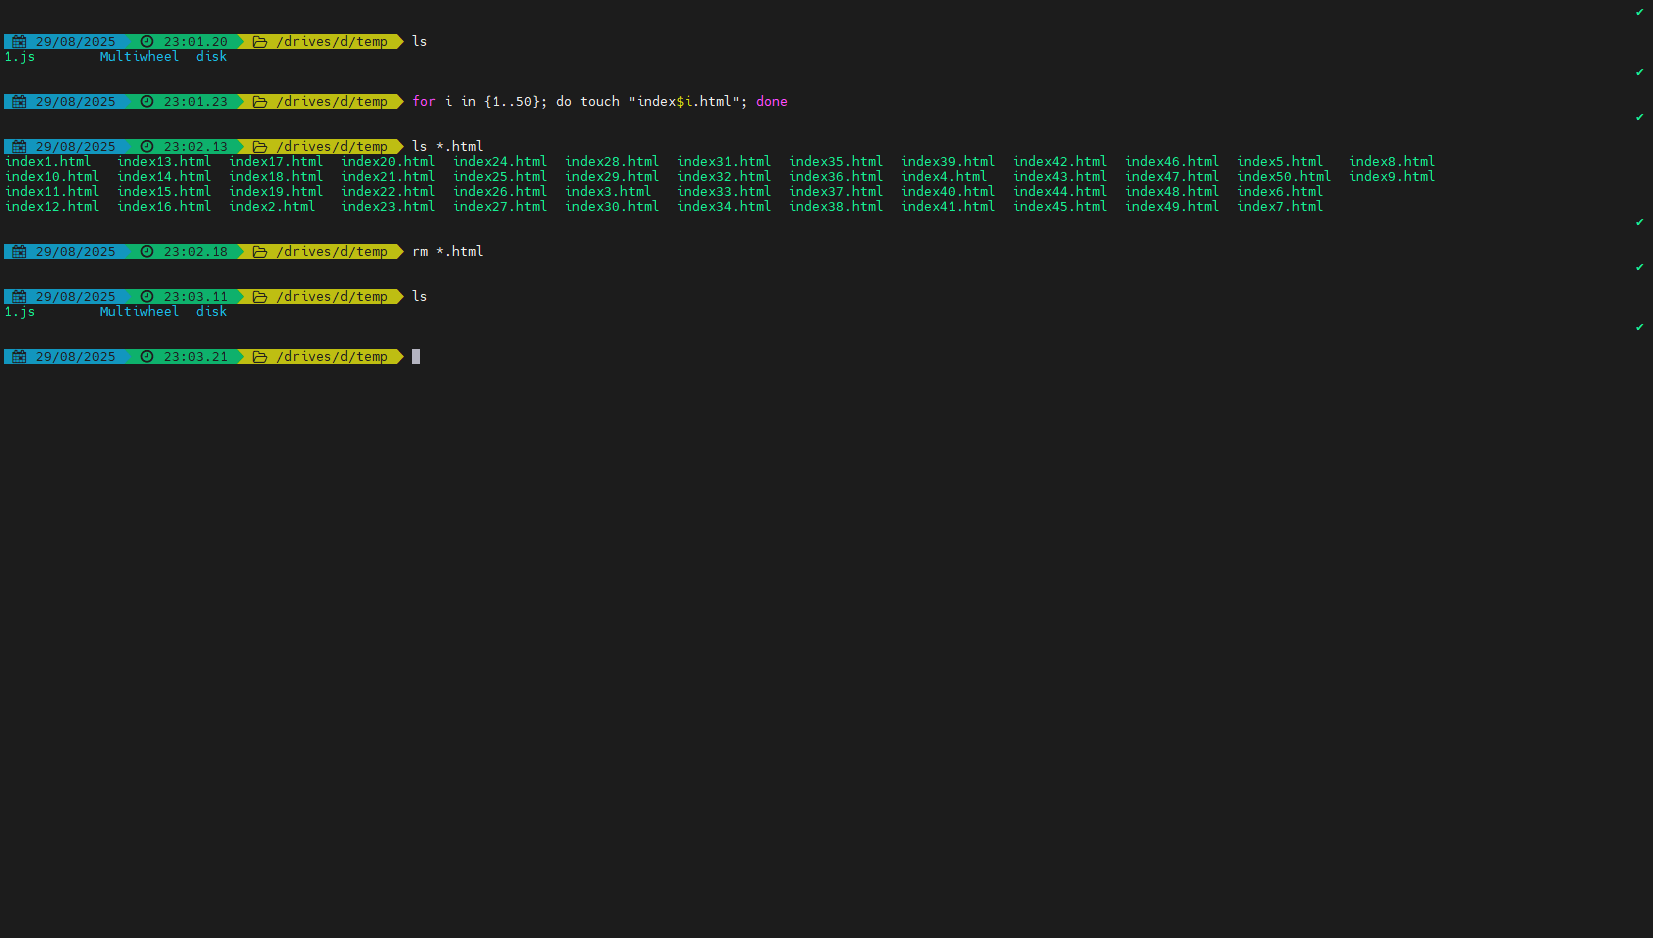 ✔
29/08/2025 23:01.20 /drives/d/temp ls
1.js Multiwheel disk
✔
29/08/2025 23:01.23 /drives/d/temp for i in {1..50}; do touch "index$i.html"; done
✔
29/08/2025 23:02.13 /drives/d/temp ls *.html
index1.html index13.html index17.html index20.html index24.html index28.html index31.html index35.html index39.html index42.html index46.html index5.html index8.html
index10.html index14.html index18.html index21.html index25.html index29.html index32.html index36.html index4.html index43.html index47.html index50.html index9.html
index11.html index15.html index19.html index22.html index26.html index3.html index33.html index37.html index40.html index44.html index48.html index6.html
index12.html index16.html index2.html index23.html index27.html index30.html index34.html index38.html index41.html index45.html index49.html index7.html
✔
29/08/2025 23:02.18 /drives/d/temp rm *.html
✔
29/08/2025 23:03.11 /drives/d/temp ls
1.js Multiwheel disk
✔
29/08/2025 23:03.21 /drives/d/temp